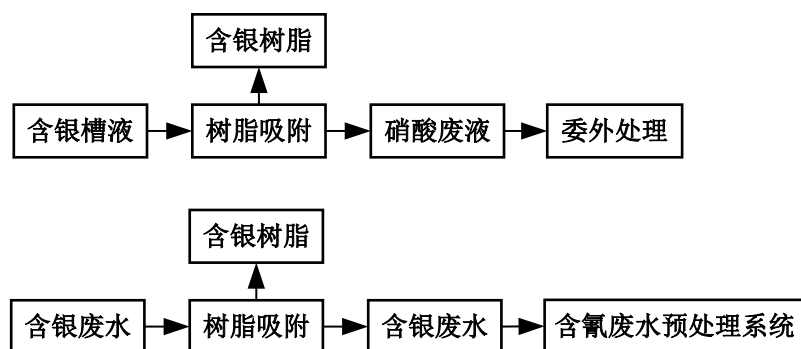 含银树脂
含银槽液
树脂吸附
硝酸废液
委外处理
含银树脂
含银废水
树脂吸附
含银废水
含氰废水预处理系统